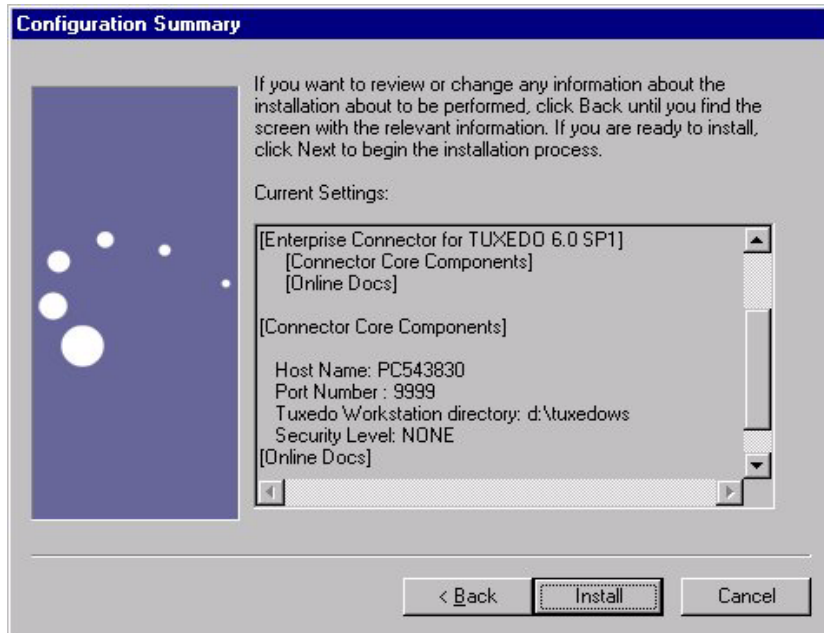 Configuration Summary
If you want to review or change any information about the
installation about to be performed, click Back until you find the
screen with the relevant information. If you are ready to install,
click Next to begin the installation process.
Current Settings:
[Enterprise Connector for TUXEDO 6.0 SP1]
[Connector Core Components]
[Online Docs]
[Connector Core Components]
Host Name: PC543830
Port Number : 9999
Tuxedo Workstation directory: d:\tuxedows
Security Level: NONE
[Online Docs]
< Back
Install
Cancel